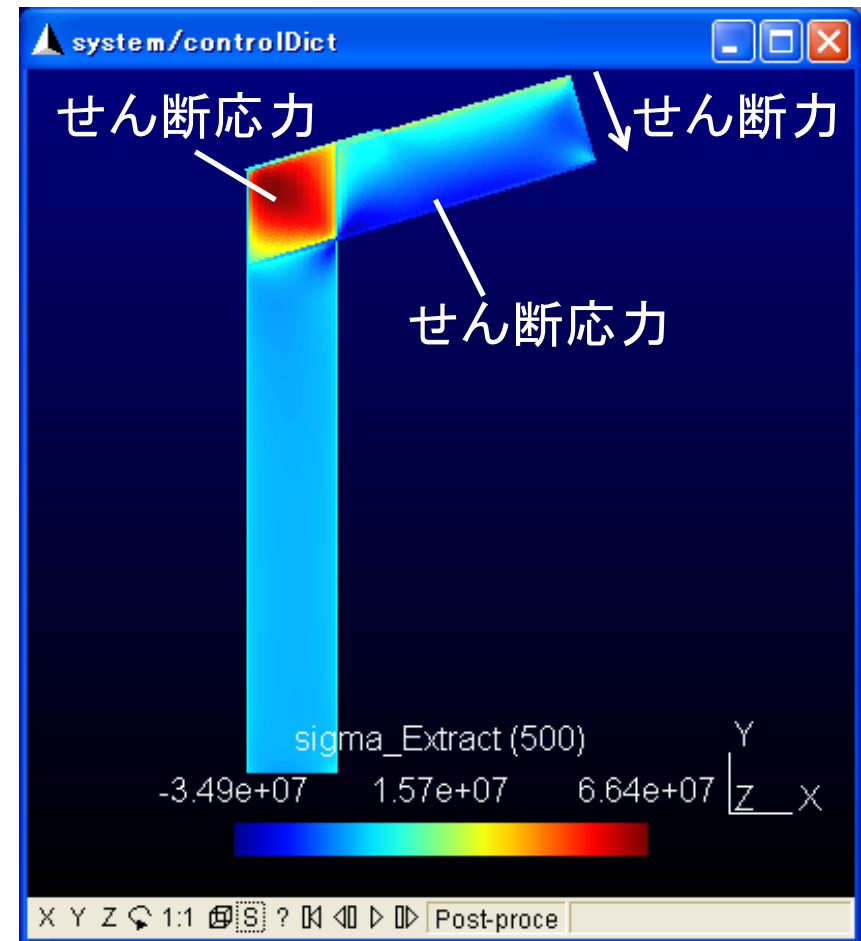 system/controlDict
せん断応力
せん断力
せん断応力
sigma_Extract (500)
-3.49e+07 1.57e+07 6.64e+07
Y
Z X
X Y Z 1:1 S ? Post-proce